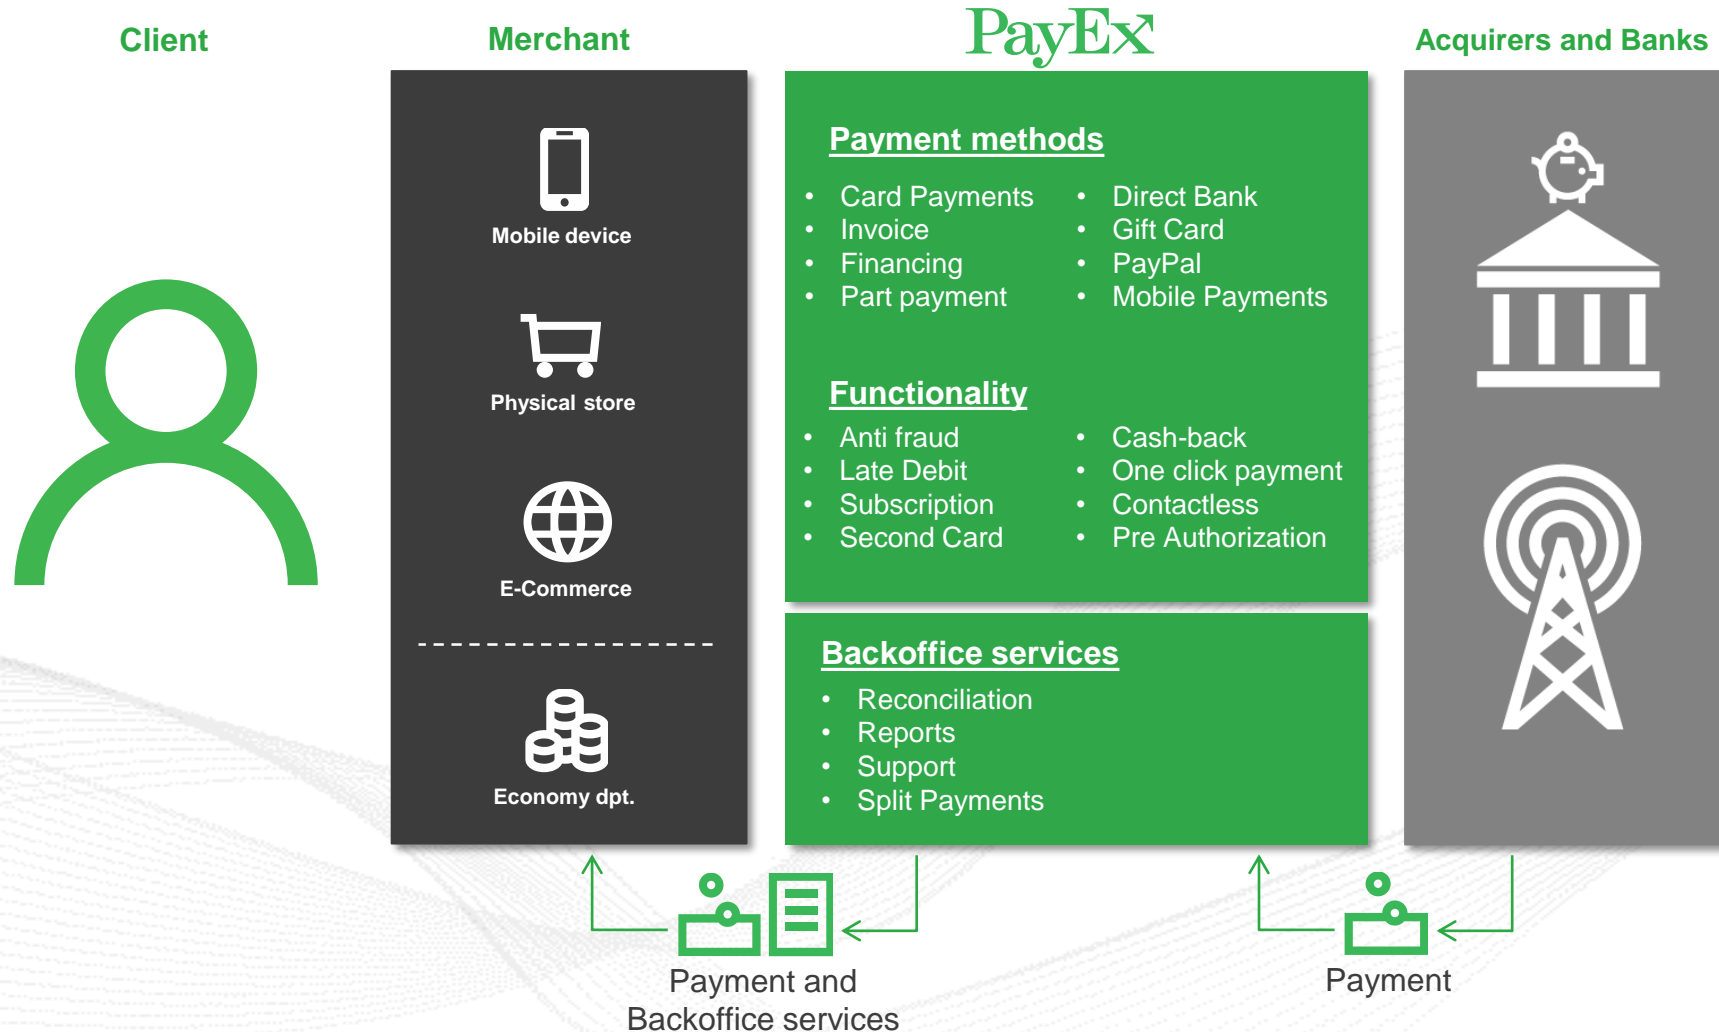 Client
Merchant
PayEx
Acquirers and Banks
Mobile device
Physical store
E-Commerce
Economy dpt.
Payment methods
• Card Payments
• Invoice
• Financing
• Part payment
• Direct Bank
• Gift Card
• PayPal
• Mobile Payments
Functionality
• Anti fraud
• Late Debit
• Subscription
• Second Card
• Cash-back
• One click payment
• Contactless
• Pre Authorization
Backoffice services
• Reconciliation
• Reports
• Support
• Split Payments
Payment and
Backoffice services
Payment